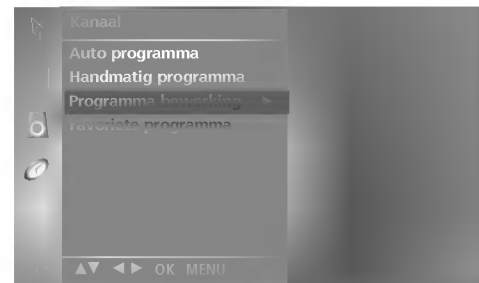 Kanaal
Auto programma
Handmatig programma
Programma bewerking ►
Favoriete programma
▲▼ ◄► OK MENU